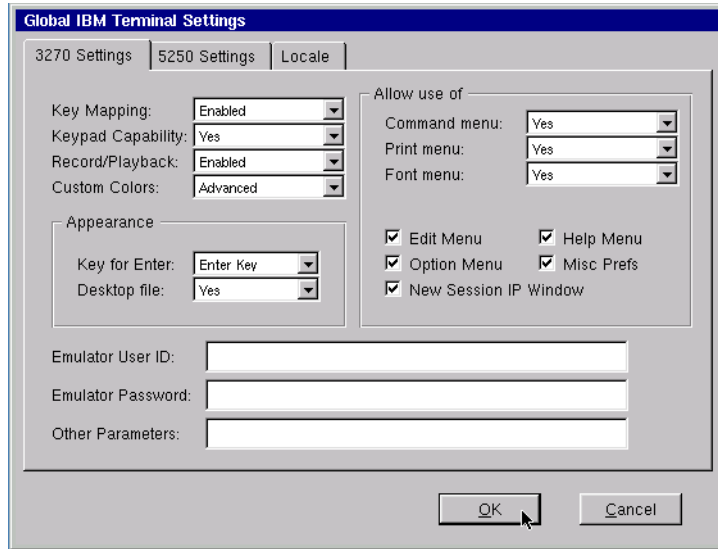 Global IBM Terminal Settings
3270 Settings 5250 Settings Locale
Key Mapping: Enabled
Keypad Capability: Yes
Record/Playback: Enabled
Custom Colors: Advanced
Appearance
Key for Enter: Enter Key
Desktop file: Yes
Allow use of
Command menu: Yes
Print menu: Yes
Font menu: Yes
Edit Menu Help Menu
Option Menu Misc Prefs
New Session IP Window
Emulator User ID:
Emulator Password:
Other Parameters:
OK Cancel